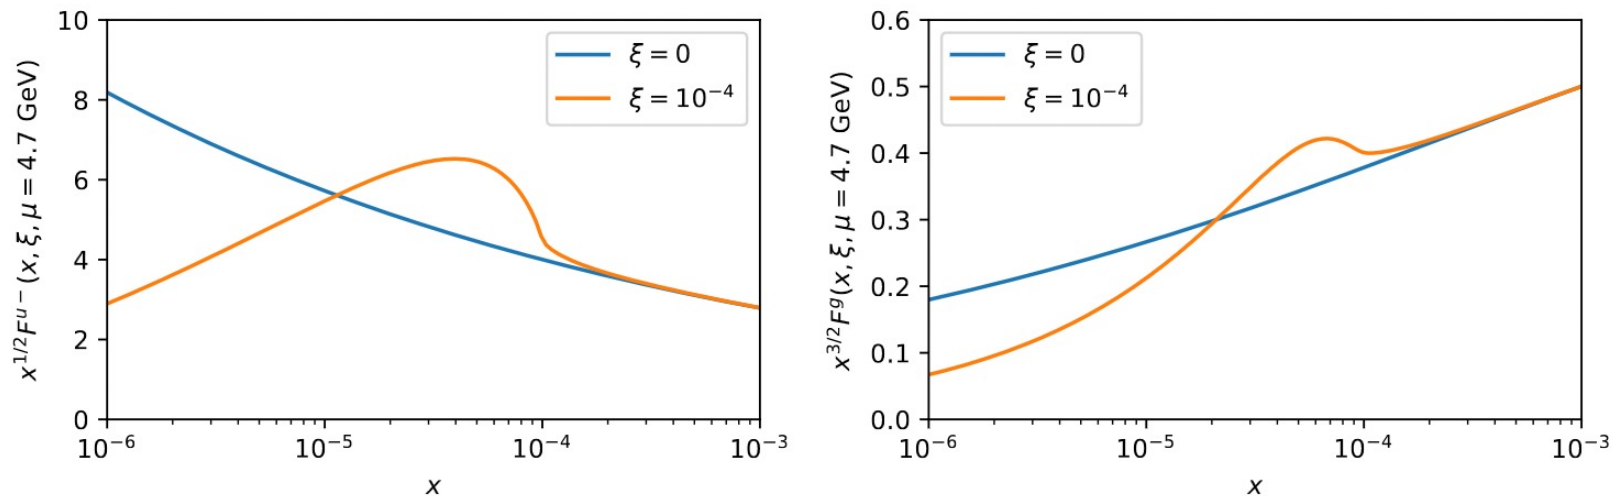 x^{1/2}F^{u-}(x, ξ, μ = 4.7 GeV)
10
8
6
4
2
0
ξ = 0
ξ = 10⁻⁴
10⁻⁶ 10⁻⁵ 10⁻⁴ 10⁻³
x
x^{3/2}F^{g}(x, ξ, μ = 4.7 GeV)
0.6
0.5
0.4
0.3
0.2
0.1
0.0
ξ = 0
ξ = 10⁻⁴
10⁻⁶ 10⁻⁵ 10⁻⁴ 10⁻³
x